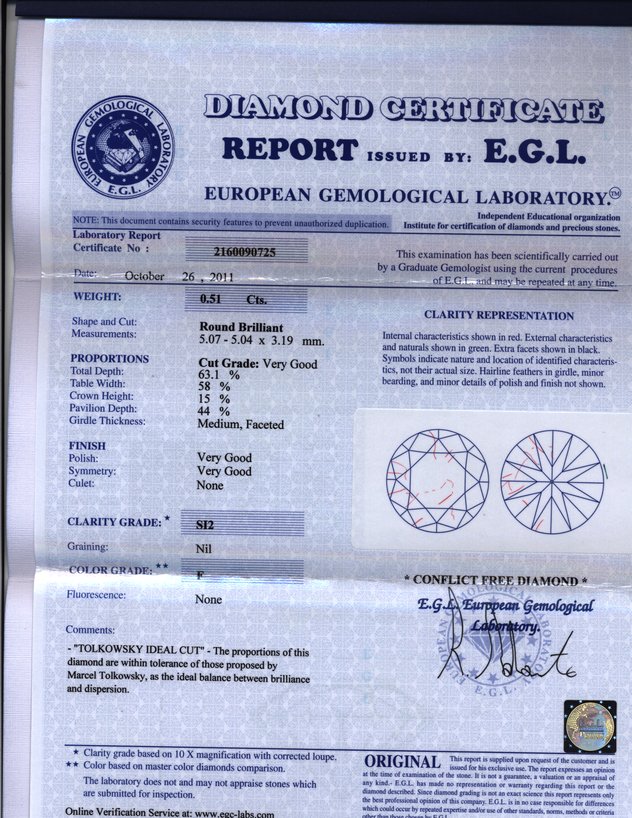 DIAMOND CERTIFICATE
EUROPEAN GEMOLOGICAL LABORATORY
E.G.L.
REPORT ISSUED BY: E.G.L.
EUROPEAN GEMOLOGICAL LABORATORY.™
NOTE: This document contains security features to prevent unauthorized duplication.
Independent Educational organization
Institute for certification of diamonds and precious stones.
Laboratory Report
Certificate No : 2160090725
Date: October 26 , 2011
This examination has been scientifically carried out
by a Graduate Gemologist using the current procedures
of E.G.L. and may be repeated at any time.
WEIGHT: 0.51 Cts.
Shape and Cut: Round Brilliant
Measurements: 5.07 - 5.04 x 3.19 mm.
PROPORTIONS Cut Grade: Very Good
Total Depth: 63.1 %
Table Width: 58 %
Crown Height: 15 %
Pavilion Depth: 44 %
Girdle Thickness: Medium, Faceted
CLARITY REPRESENTATION
Internal characteristics shown in red. External characteristics
and naturals shown in green. Extra facets shown in black.
Symbols indicate nature and location of identified characteris-
tics, not their actual size. Hairline feathers in girdle, minor
bearding, and minor details of polish and finish not shown.
FINISH
Polish: Very Good
Symmetry: Very Good
Culet: None
CLARITY GRADE: ★ SI2
Graining: Nil
COLOR GRADE: ★★ F
Fluorescence: None
* CONFLICT FREE DIAMOND *
E.G.L. European Gemological
Laboratory.
EUROPEAN GEMOLOGICAL LABORATORY
E.G.L.
Comments:
- "TOLKOWSKY IDEAL CUT" - The proportions of this
diamond are within tolerance of those proposed by
Marcel Tolkowsky, as the ideal balance between brilliance
and dispersion.
★ Clarity grade based on 10 X magnification with corrected loupe.
★★ Color based on master color diamonds comparison.
The laboratory does not and may not appraise stones which
are submitted for inspection.
Online Verification Service at: www.egc-labs.com
ORIGINAL This report is supplied upon request of the customer and is
issued for his exclusive use. The report expresses an opinion
at the time of examination of the stone. It is not a guarantee, a valuation or an appraisal of
any kind.- E.G.L. has made no representation or warranty regarding this report or the
diamond described. Since diamond grading is not an exact science this report represents only
the best professional opinion of this company. E.G.L. is in no case responsible for differences
which could occur by repeated expertise and/or use of other standards, norms, methods or criteria
other than those chosen by E.G.L.